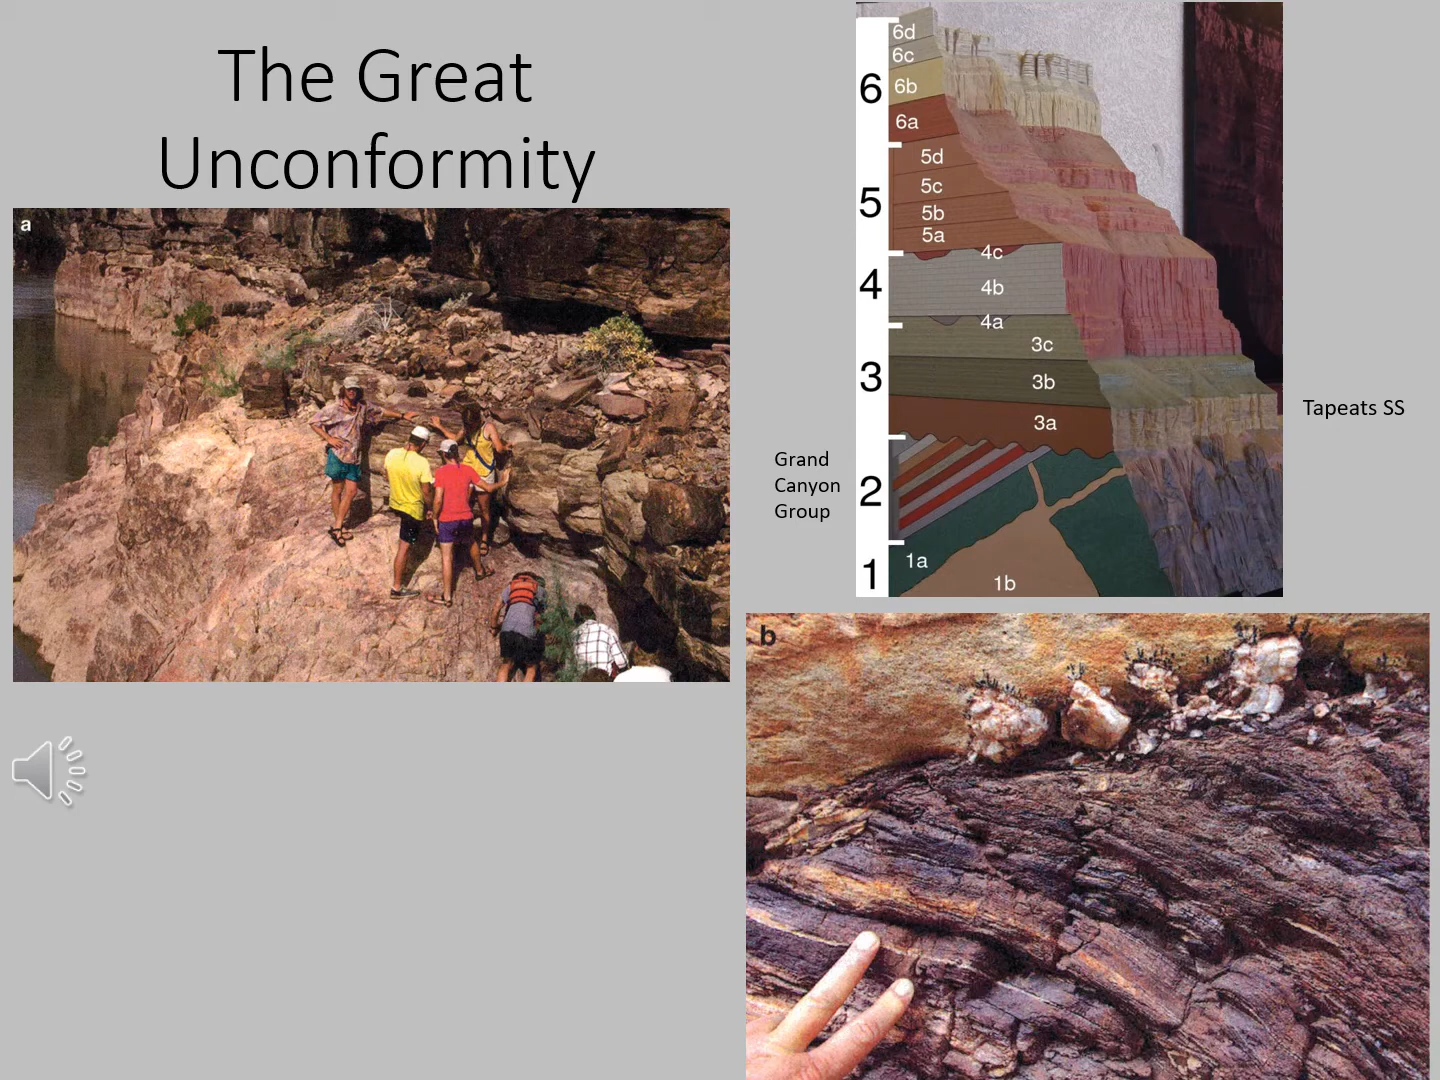 The Great
Unconformity
a
6
6d
6c
6b
6a
5
5d
5c
5b
5a
4
4c
4b
4a
3
3c
3b
3a
Tapeats SS
Grand
Canyon
Group
2
1
1a
1b
b